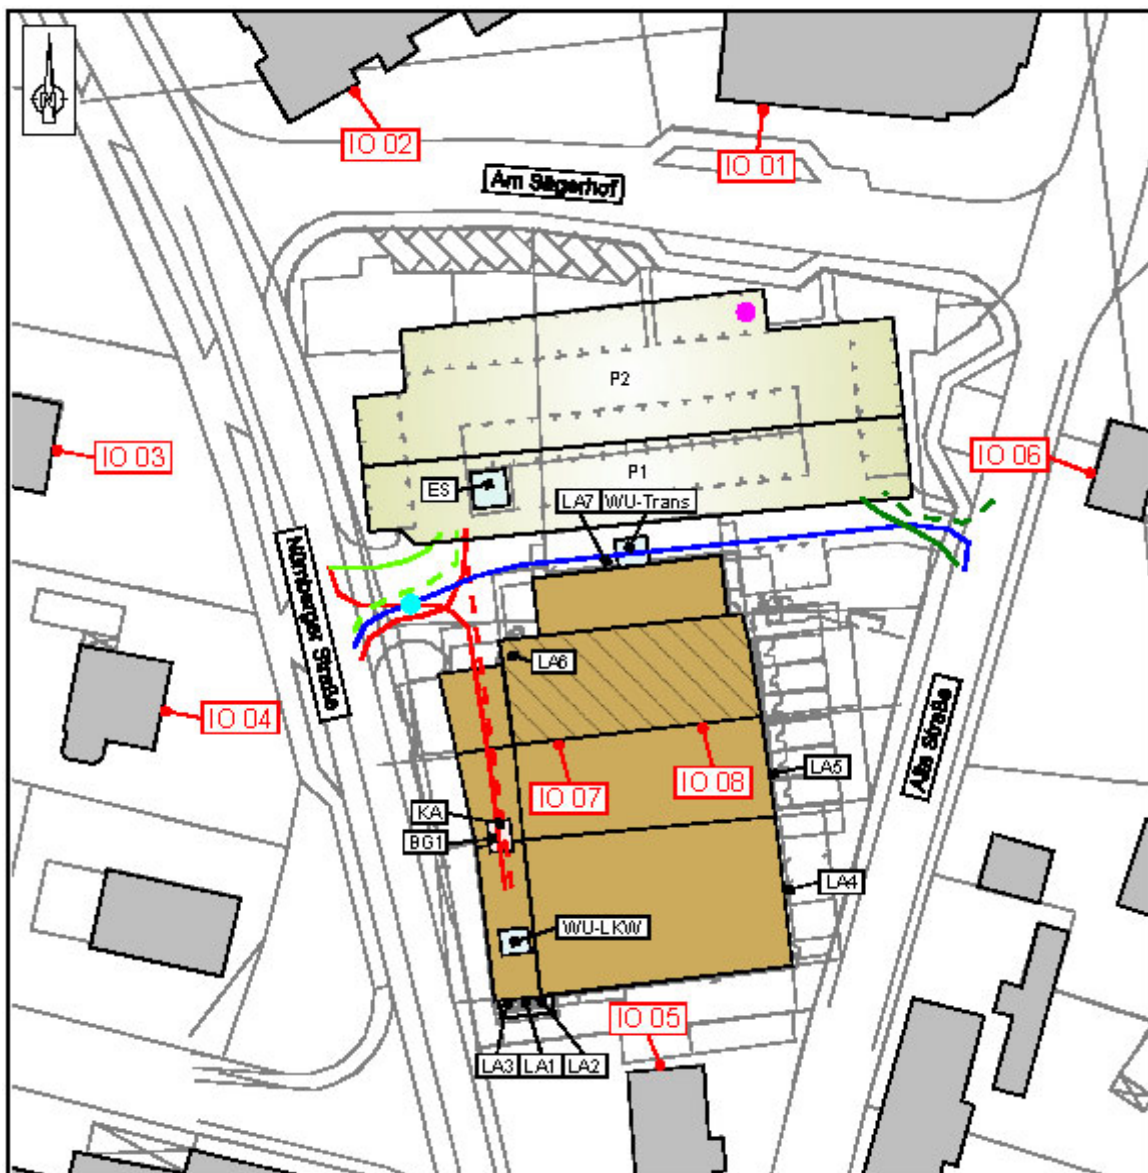 N
IO 02
IO 01
Am Sägerhof
P2
IO 03
IO 06
P1
ES
LA7 WU-Trans
Nürnberger Straße
LA6
IO 04
Alte Straße
LA5
IO 08
IO 07
KA
BG1
LA4
WU-LKW
IO 05
LA3 LA1 LA2